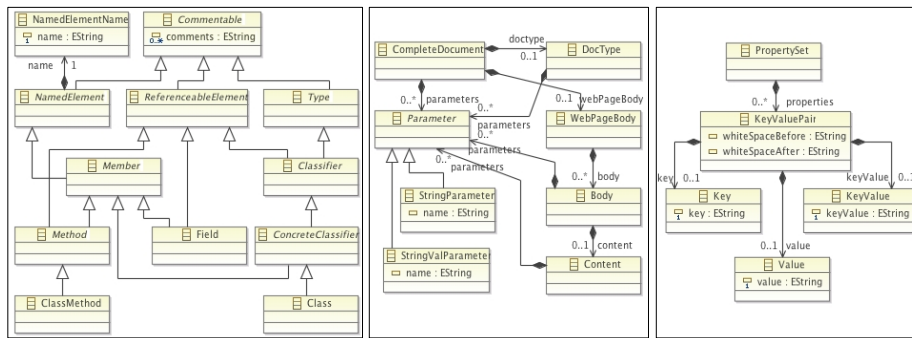 NamedElementName
name : EString
Commentable
0..* comments : EString
name 1
NamedElement
ReferenceableElement
Type
Member
Classifier
Method
Field
ConcreteClassifier
ClassMethod
Class
CompleteDocument
doctype
0..1
DocType
0..* parameters
0..1 webPageBody
Parameter
0..*
parameters
WebPageBody
0..*
parameters
0..* parameters
0..* body
StringParameter
name : EString
Body
0..1 content
StringValParameter
name : EString
Content
PropertySet
0..* properties
KeyValuePair
whiteSpaceBefore : EString
whiteSpaceAfter : EString
key 0..1
keyValue 0..1
Key
1 key : EString
KeyValue
1 keyValue : EString
0..1 value
Value
1 value : EString